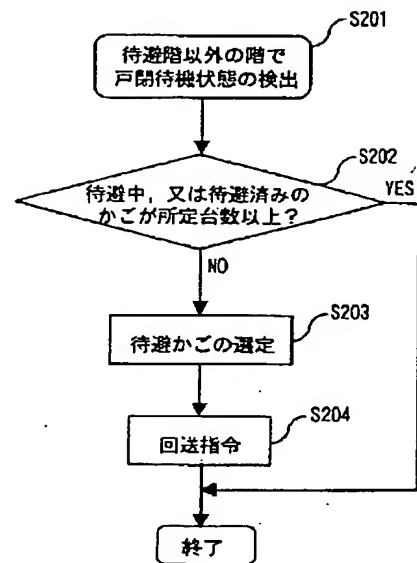 S201
待避階以外の階で
戸閉待機状態の検出
S202
待避中，又は待避済みの
かごが所定台数以上？
YES
NO
S203
待避かごの選定
S204
回送指令
終了